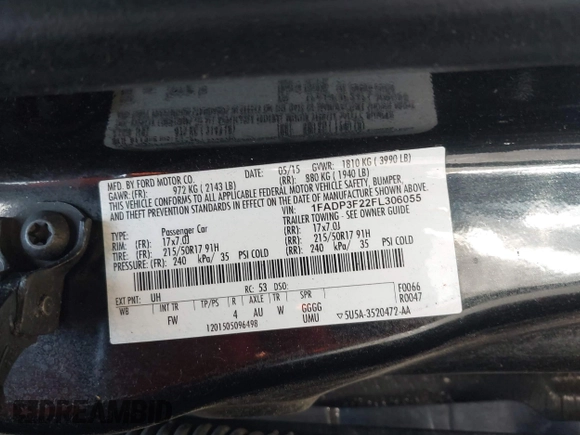 MFD. BY FORD MOTOR CO. DATE: 05/15 GVWR: 1810 KG ( 3990 LB)
GAWR: (FR): 972 KG ( 2143 LB) (RR): 880 KG ( 1940 LB)
THIS VEHICLE CONFORMS TO ALL APPLICABLE FEDERAL MOTOR VEHICLE SAFETY, BUMPER,
AND THEFT PREVENTION STANDARDS IN EFFECT ON THE DATE OF MANUFACTURE SHOWN ABOVE.
VIN: 1FADP3F22FL306055
TYPE: Passenger Car TRAILER TOWING - SEE OWNER'S GUIDE
RIM: (FR): 17x7.0J (RR): 17x7.0J
TIRE: (FR): 215/50R17 91H (RR): 215/50R17 91H
PRESSURE: (FR) 240 kPa/ 35 PSI COLD (RR) 240 kPa/ 35 PSI COLD
EXT PNT: UH RC: 53 DSO: F0066
WB INT TR TP/PS R AXLE TR SPR R0047
FW 4 AU W GGGG
1201505096498 UMU 5U5A-3520472-AA
IDREAMBID